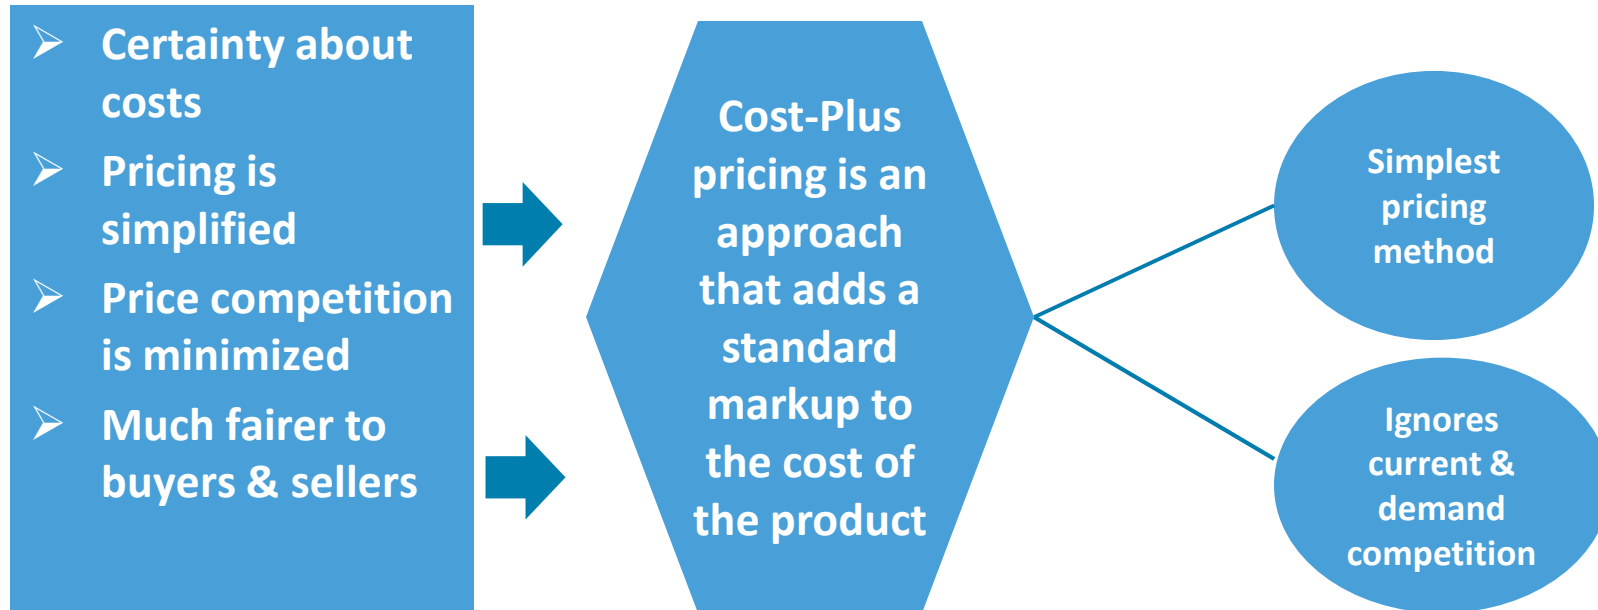 Certainty about
costs
Pricing is
simplified
Price competition
is minimized
Much fairer to
buyers & sellers
Cost-Plus
pricing is an
approach
that adds a
standard
markup to
the cost of
the product
Simplest
pricing
method
Ignores
current &
demand
competition